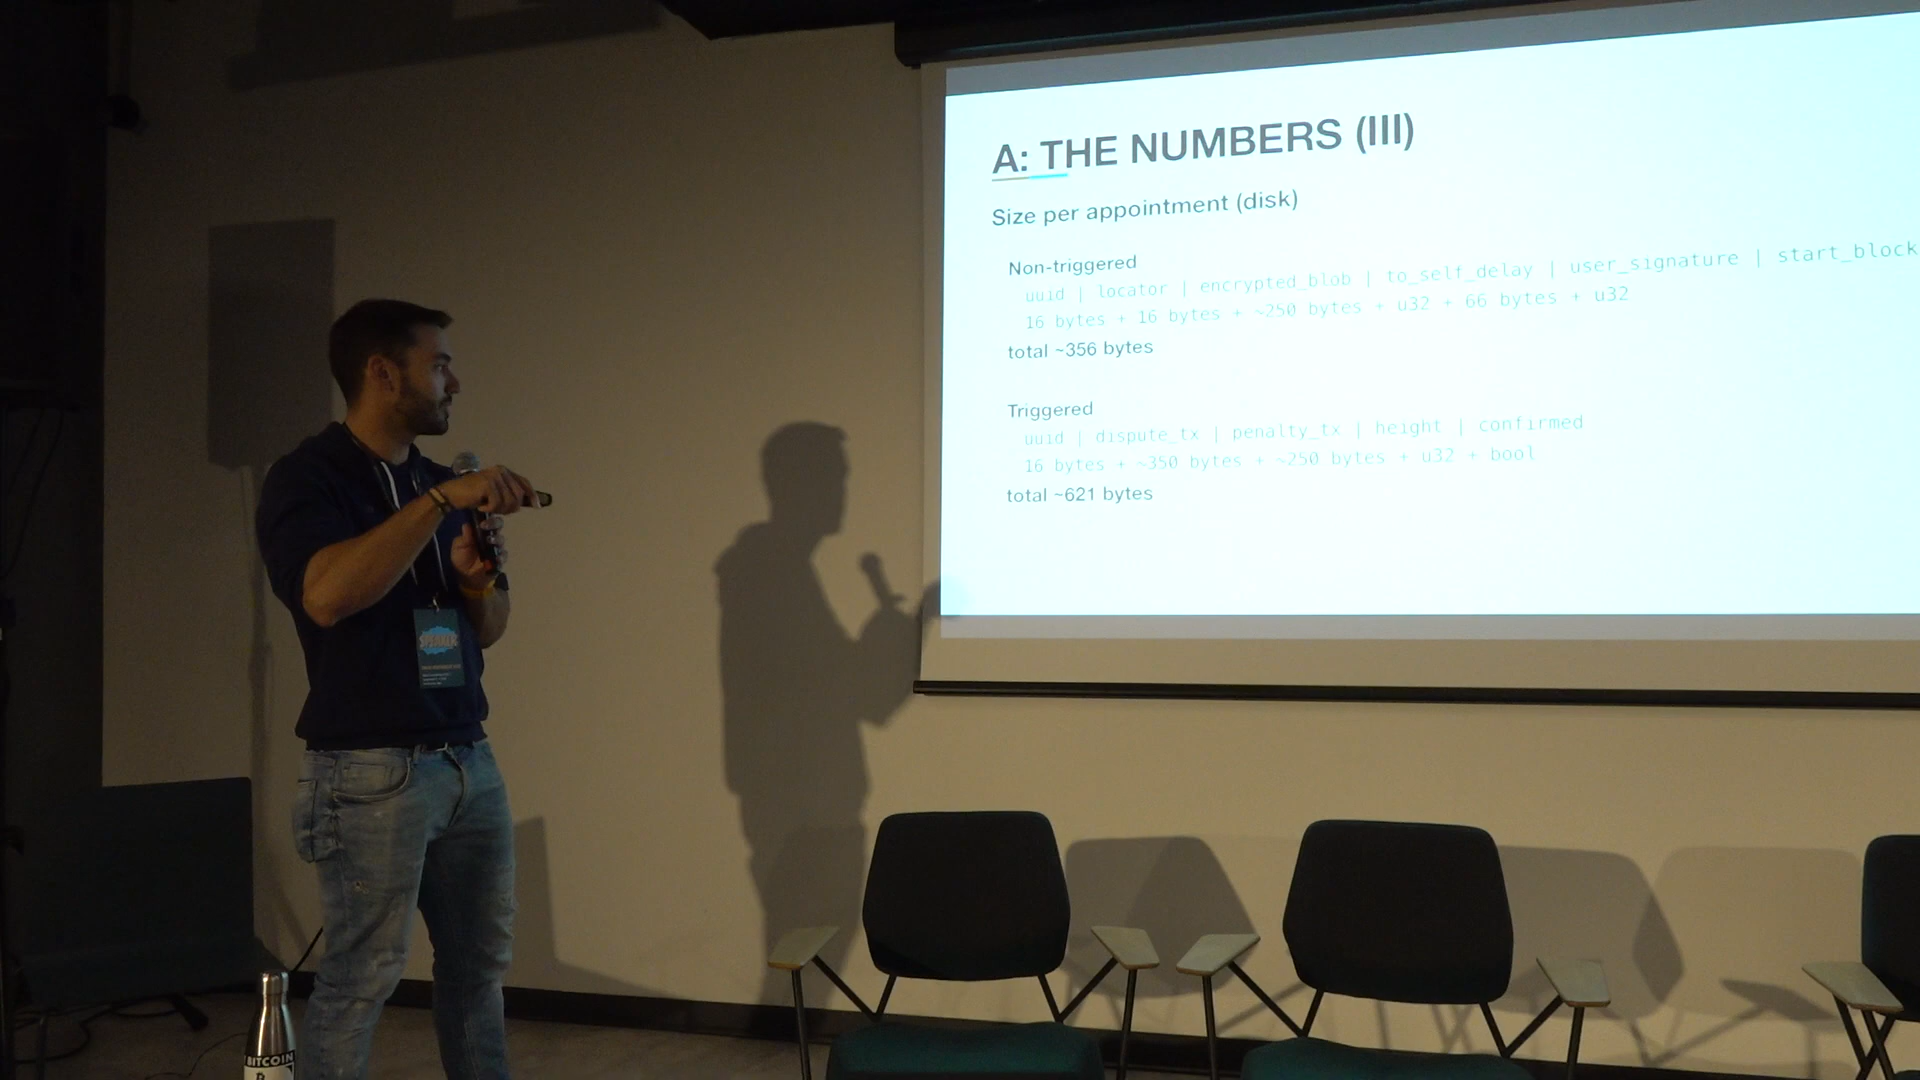 A: THE NUMBERS (III)
Size per appointment (disk)
Non-triggered
uuid | locator | encrypted_blob | to_self_delay | user_signature | start_block
16 bytes + 16 bytes + ~250 bytes + u32 + 66 bytes + u32
total ~356 bytes
Triggered
uuid | dispute_tx | penalty_tx | height | confirmed
16 bytes + ~350 bytes + ~250 bytes + u32 + bool
total ~621 bytes
SPEAKER
BITCOIN